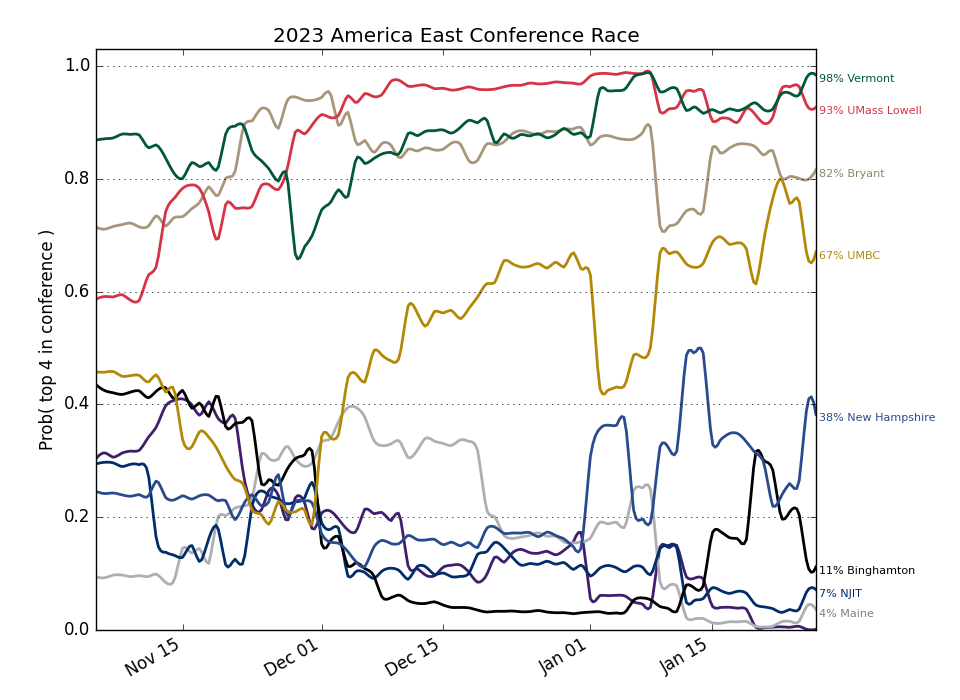 2023 America East Conference Race
Prob( top 4 in conference )
1.0
0.8
0.6
0.4
0.2
0.0
Nov 15
Dec 01
Dec 15
Jan 01
Jan 15
98% Vermont
93% UMass Lowell
82% Bryant
67% UMBC
38% New Hampshire
11% Binghamton
7% NJIT
4% Maine